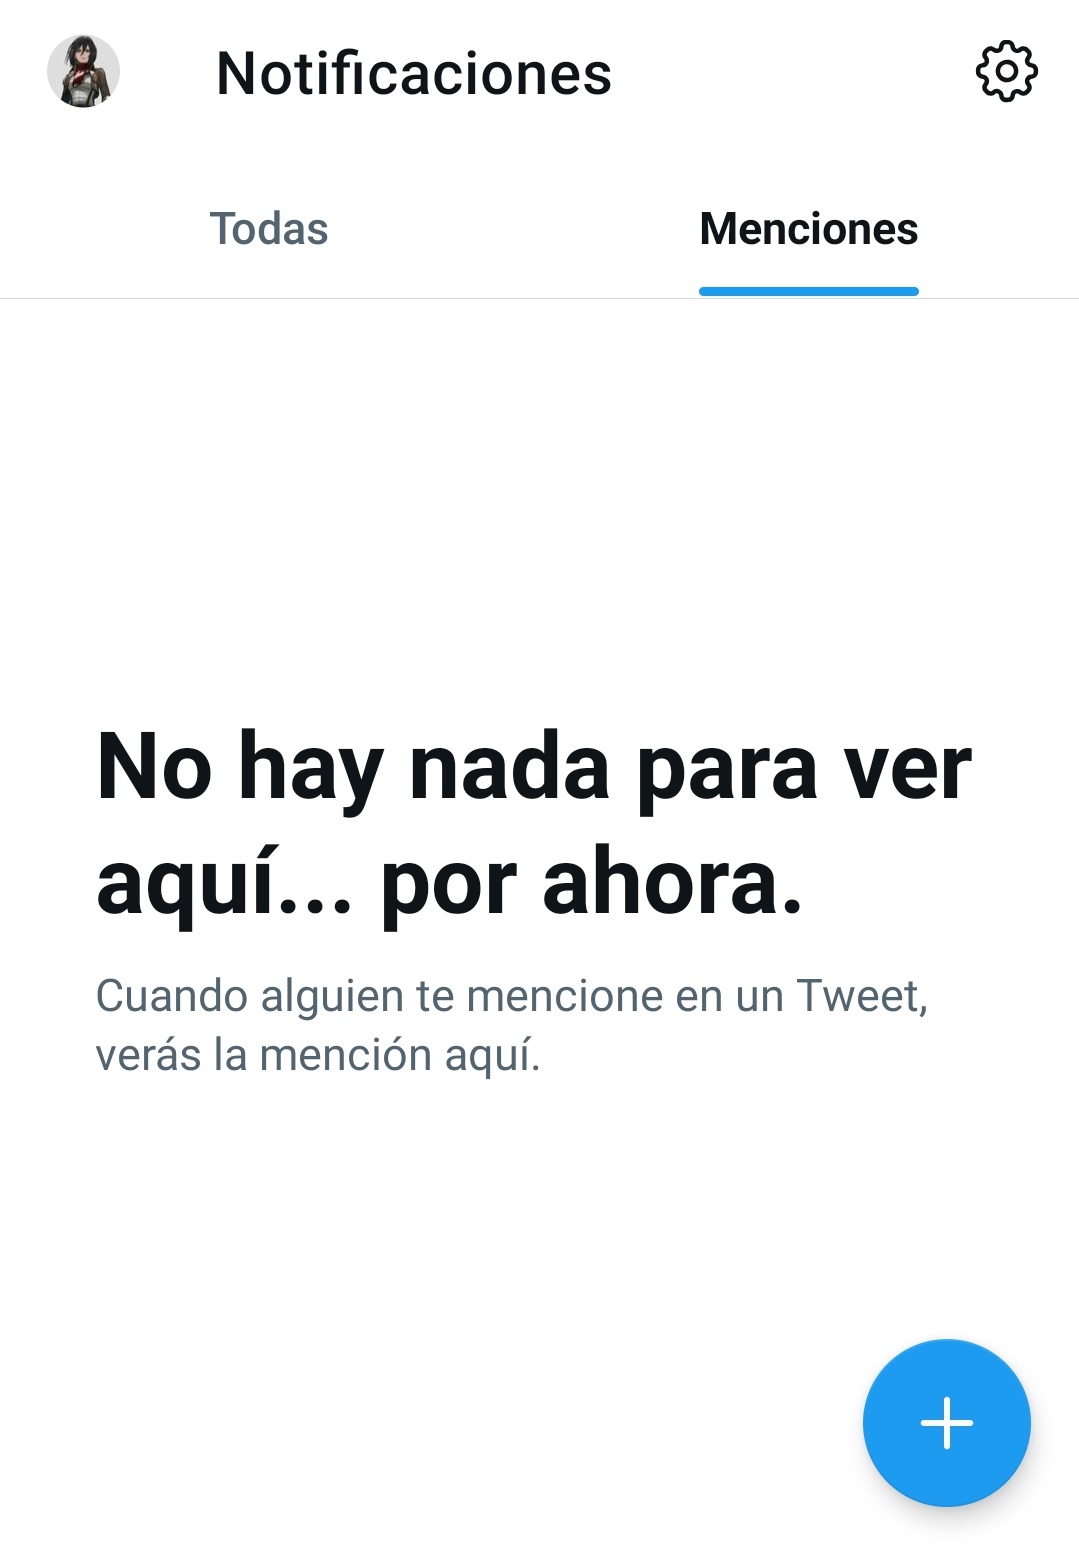 Notificaciones
Todas
Menciones
No hay nada para ver
aquí... por ahora.
Cuando alguien te mencione en un Tweet,
verás la mención aquí.